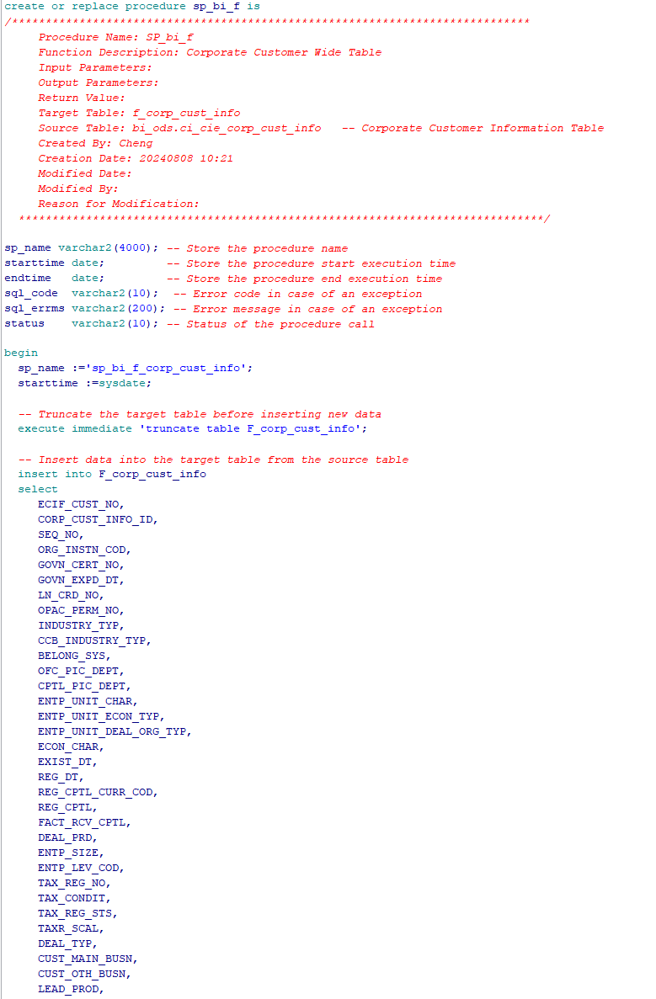 create or replace procedure sp_bi_f is
/*****************************************************************************
Procedure Name: SP_bi_f
Function Description: Corporate Customer Wide Table
Input Parameters:
Output Parameters:
Return Value:
Target Table: f_corp_cust_info
Source Table: bi_ods.ci_cie_corp_cust_info   -- Corporate Customer Information Table
Created By: Cheng
Creation Date: 20240808 10:21
Modified Date:
Modified By:
Reason for Modification:
******************************************************************************/
sp_name varchar2(4000); -- Store the procedure name
starttime date;         -- Store the procedure start execution time
endtime   date;         -- Store the procedure end execution time
sql_code  varchar2(10);  -- Error code in case of an exception
sql_errms varchar2(200); -- Error message in case of an exception
status    varchar2(10); -- Status of the procedure call
begin
sp_name :='sp_bi_f_corp_cust_info';
starttime :=sysdate;
-- Truncate the target table before inserting new data
execute immediate 'truncate table F_corp_cust_info';
-- Insert data into the target table from the source table
insert into F_corp_cust_info
select
ECIF_CUST_NO,
CORP_CUST_INFO_ID,
SEQ_NO,
ORG_INSTN_COD,
GOVN_CERT_NO,
GOVN_EXPD_DT,
LN_CRD_NO,
OPAC_PERM_NO,
INDUSTRY_TYP,
CCB_INDUSTRY_TYP,
BELONG_SYS,
OFC_PIC_DEPT,
CPTL_PIC_DEPT,
ENTP_UNIT_CHAR,
ENTP_UNIT_ECON_TYP,
ENTP_UNIT_DEAL_ORG_TYP,
ECON_CHAR,
EXIST_DT,
REG_DT,
REG_CPTL_CURR_COD,
REG_CPTL,
FACT_RCV_CPTL,
DEAL_PRD,
ENTP_SIZE,
ENTP_LEV_COD,
TAX_REG_NO,
TAX_CONDIT,
TAX_REG_STS,
TAXR_SCAL,
DEAL_TYP,
CUST_MAIN_BUSN,
CUST_OTH_BUSN,
LEAD_PROD,